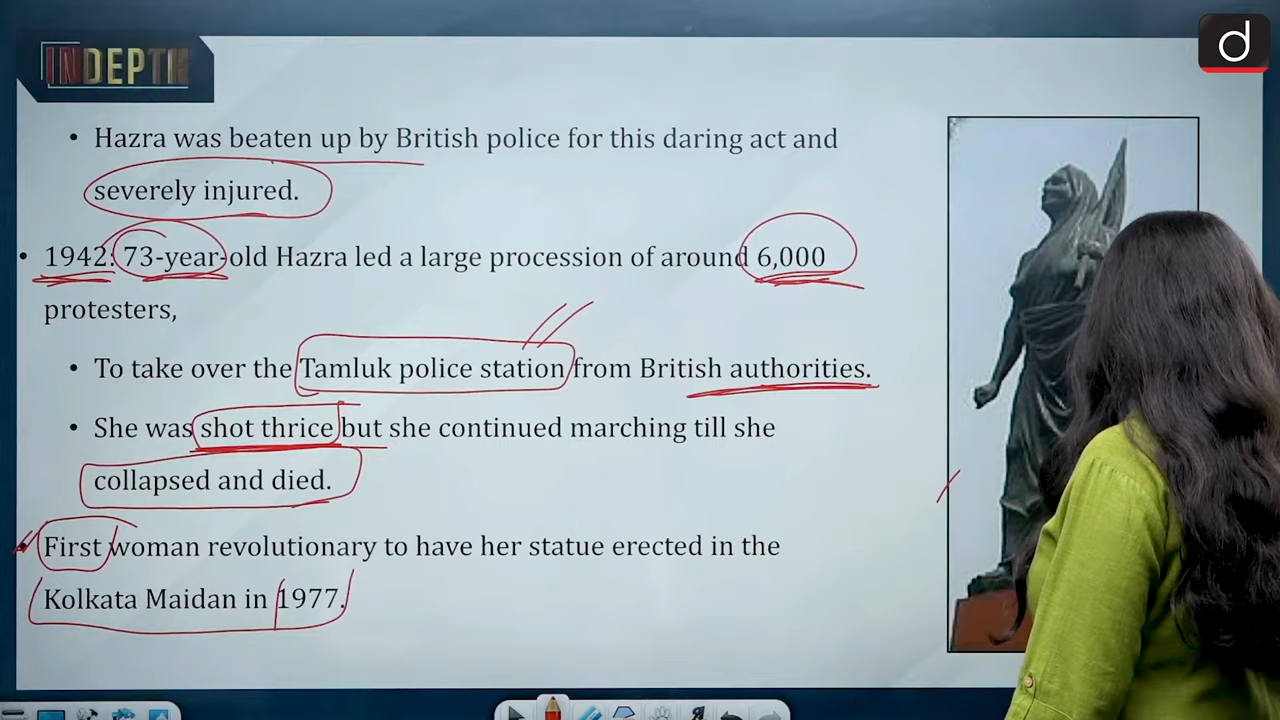 INDEPTH
d
• Hazra was beaten up by British police for this daring act and
severely injured.
• 1942: 73-year-old Hazra led a large procession of around 6,000
protesters,
• To take over the Tamluk police station from British authorities.
• She was shot thrice but she continued marching till she
collapsed and died.
• First woman revolutionary to have her statue erected in the
Kolkata Maidan in 1977.